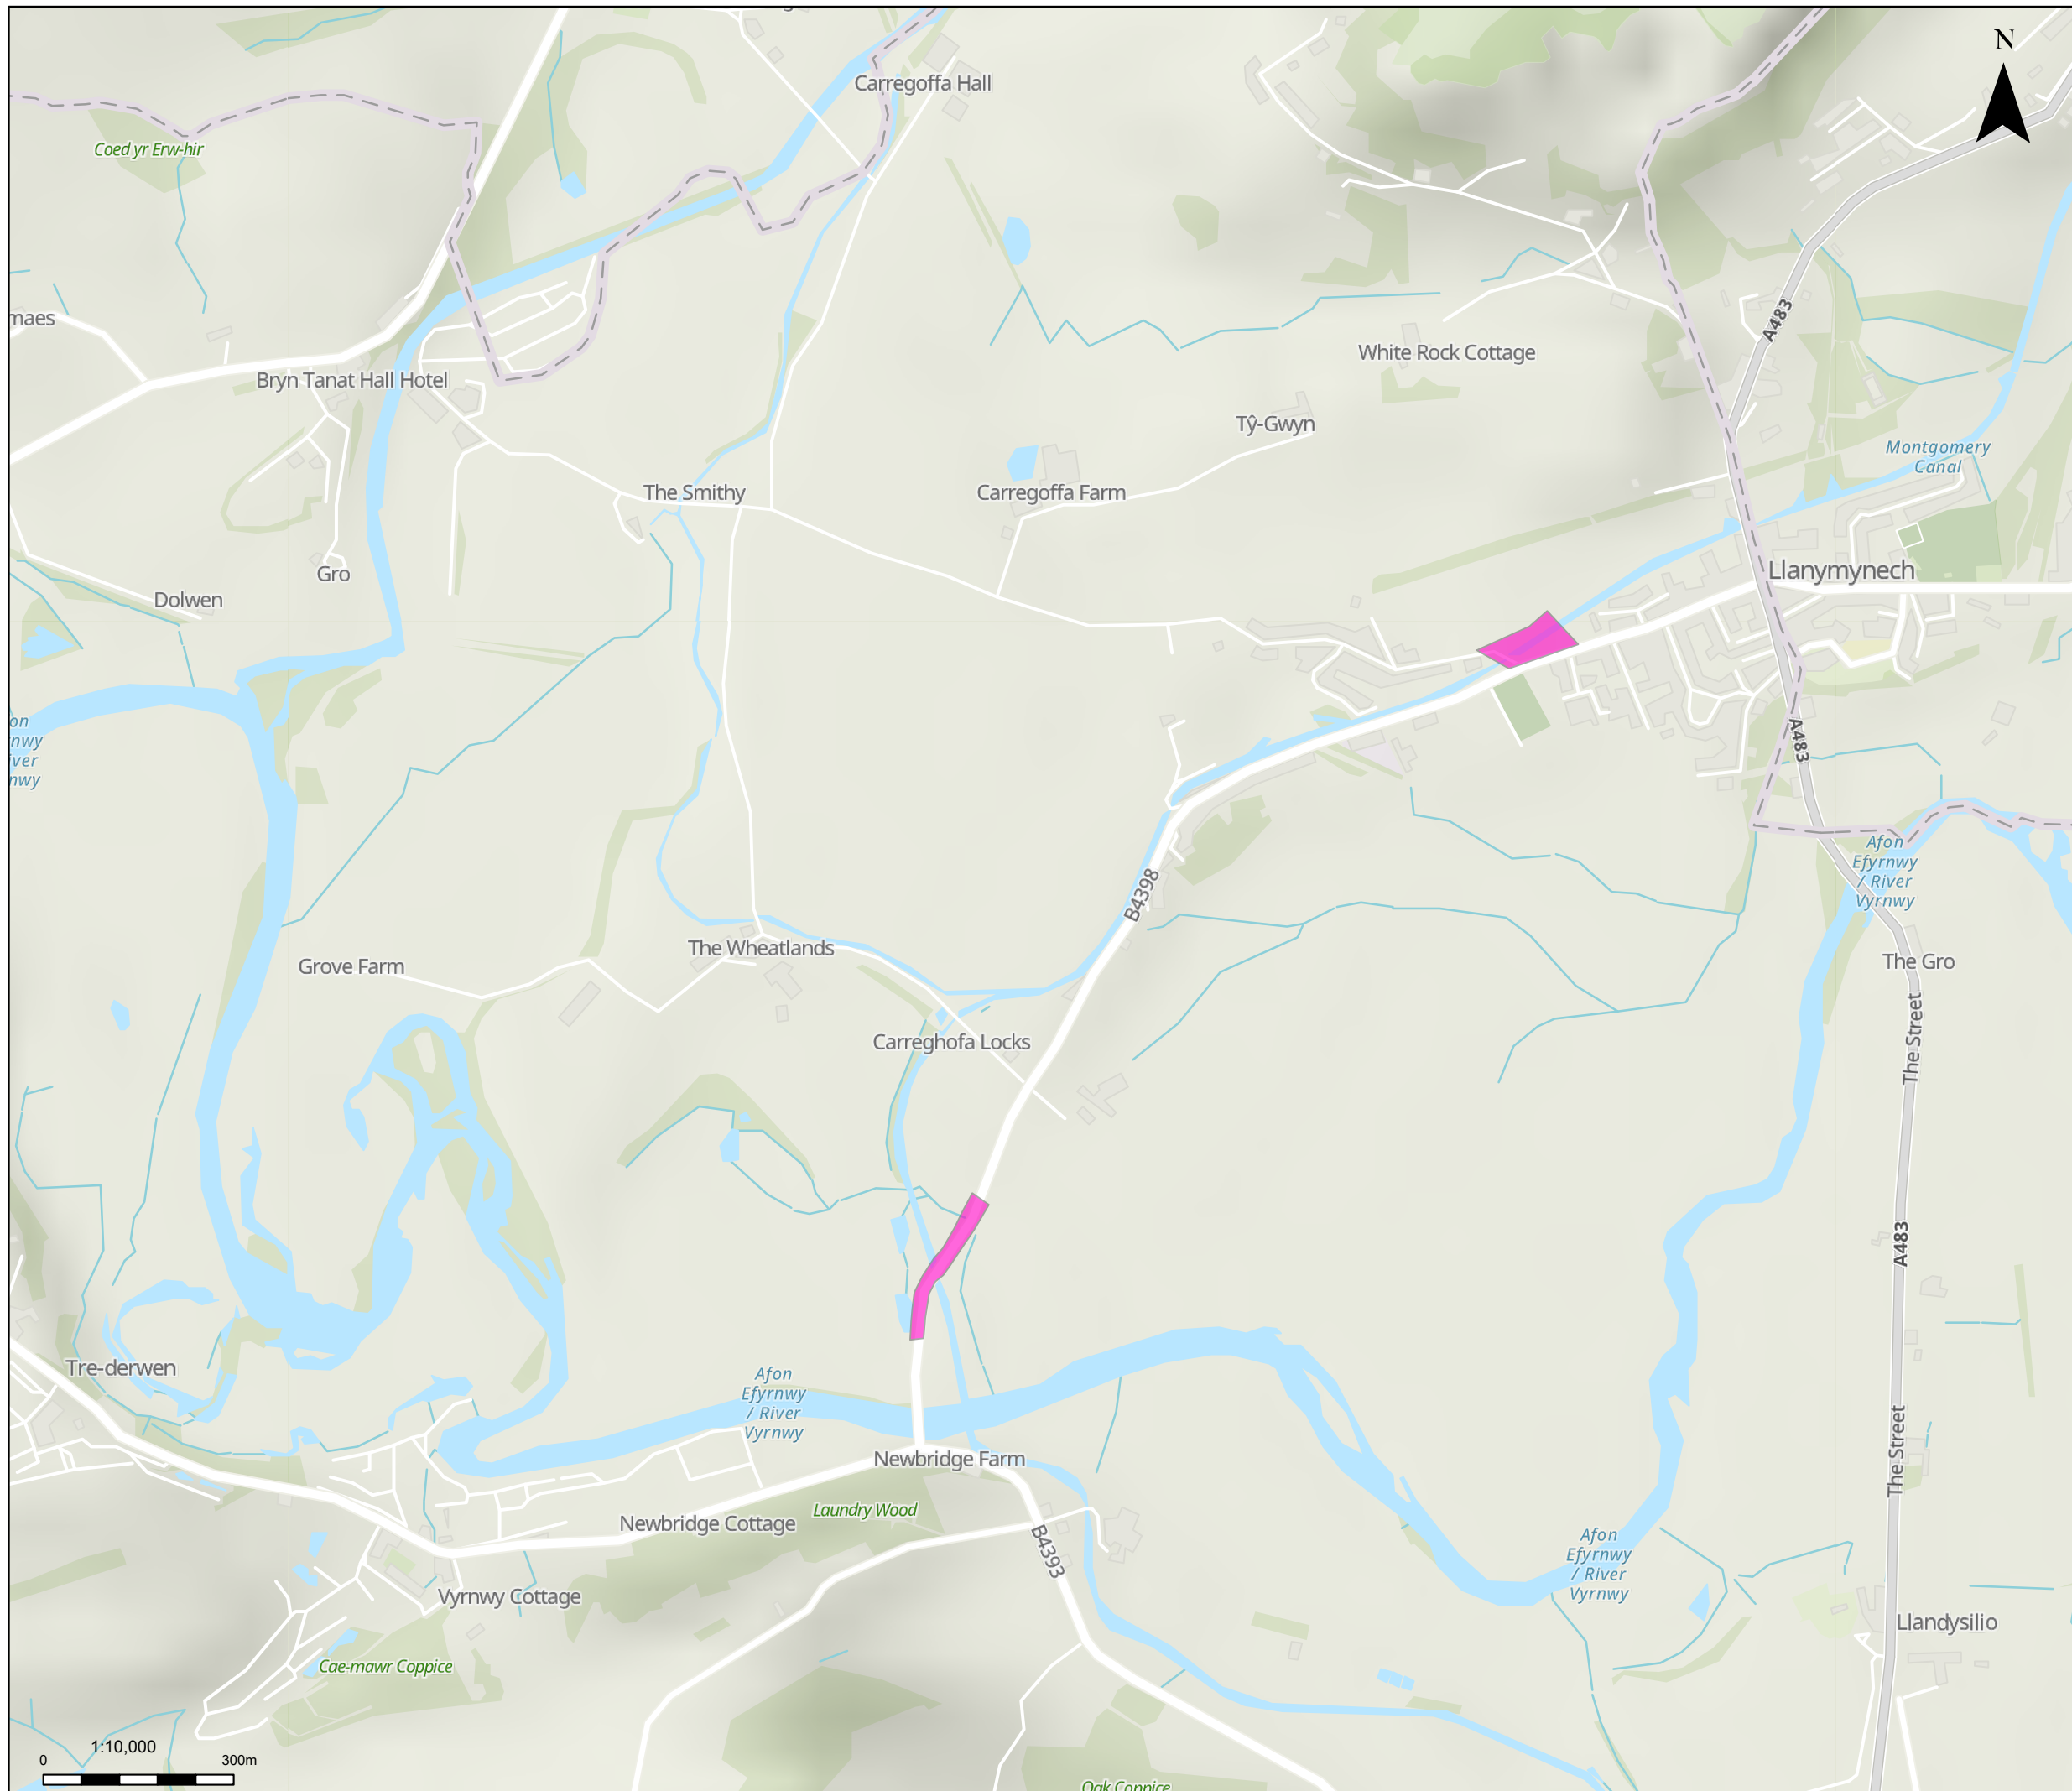 N
Carregoffa Hall
Coed yr Erw-hir
maes
A483
White Rock Cottage
Bryn Tanat Hall Hotel
Tŷ-Gwyn
Montgomery
Canal
The Smithy
Carregoffa Farm
Llanymynech
Gro
Dolwen
on
nwy
iver
nwy
A483
Afon
Efyrnwy
/ River
Vyrnwy
B4398
The Wheatlands
Grove Farm
The Gro
The Street
Carreghofa Locks
A483
Tre-derwen
Afon
Efyrnwy
/ River
Vyrnwy
The Street
Newbridge Farm
Laundry Wood
Newbridge Cottage
B4393
Afon
Efyrnwy
/ River
Vyrnwy
Vyrnwy Cottage
Llandysilio
Cae-mawr Coppice
1:10,000
0 300m
Oak Coppice